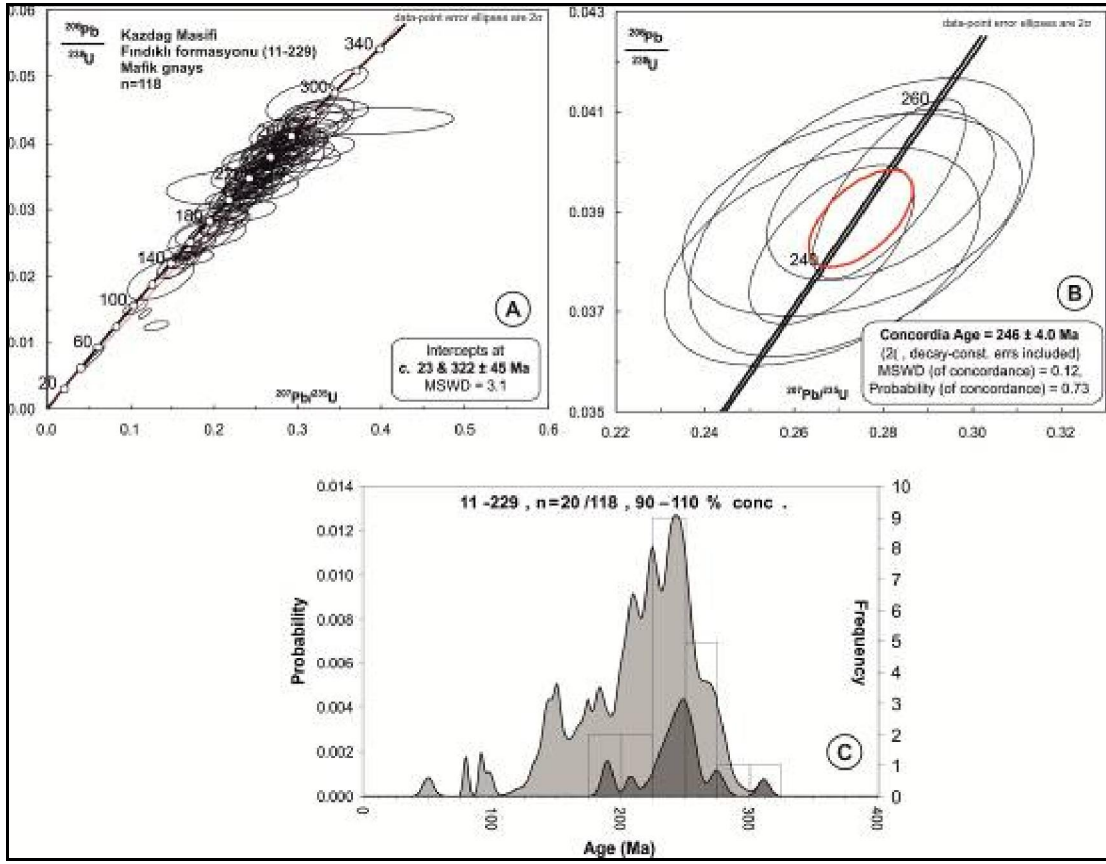 data-point error ellipses are 2σ
206Pb
238U
Kazdag Masifi
Fındıklı formasyonu (11-229)
Mafik gnays
n=118
0.06
0.05
0.04
0.03
0.02
0.01
0.00
340
300
180
140
100
60
20
A
Intercepts at
c. 23 & 322 ± 45 Ma
MSWD = 3.1
207Pb/235U
0.0 0.1 0.2 0.3 0.4 0.5 0.6
data-point error ellipses are 2σ
206Pb
238U
0.043
0.041
0.039
0.037
0.035
260
240
B
Concordia Age = 246 ± 4.0 Ma
(2( , decay-const. errs included)
MSWD (of concordance) = 0.12,
Probability (of concordance) = 0.73
207Pb/235U
0.22 0.24 0.26 0.28 0.30 0.32
11 -229 , n=20 /118 , 90 –110 % conc .
Probability
0.014
0.012
0.010
0.008
0.006
0.004
0.002
0.000
Frequency
10
9
8
7
6
5
4
3
2
1
0
C
0 100 200 300 400
Age (Ma)